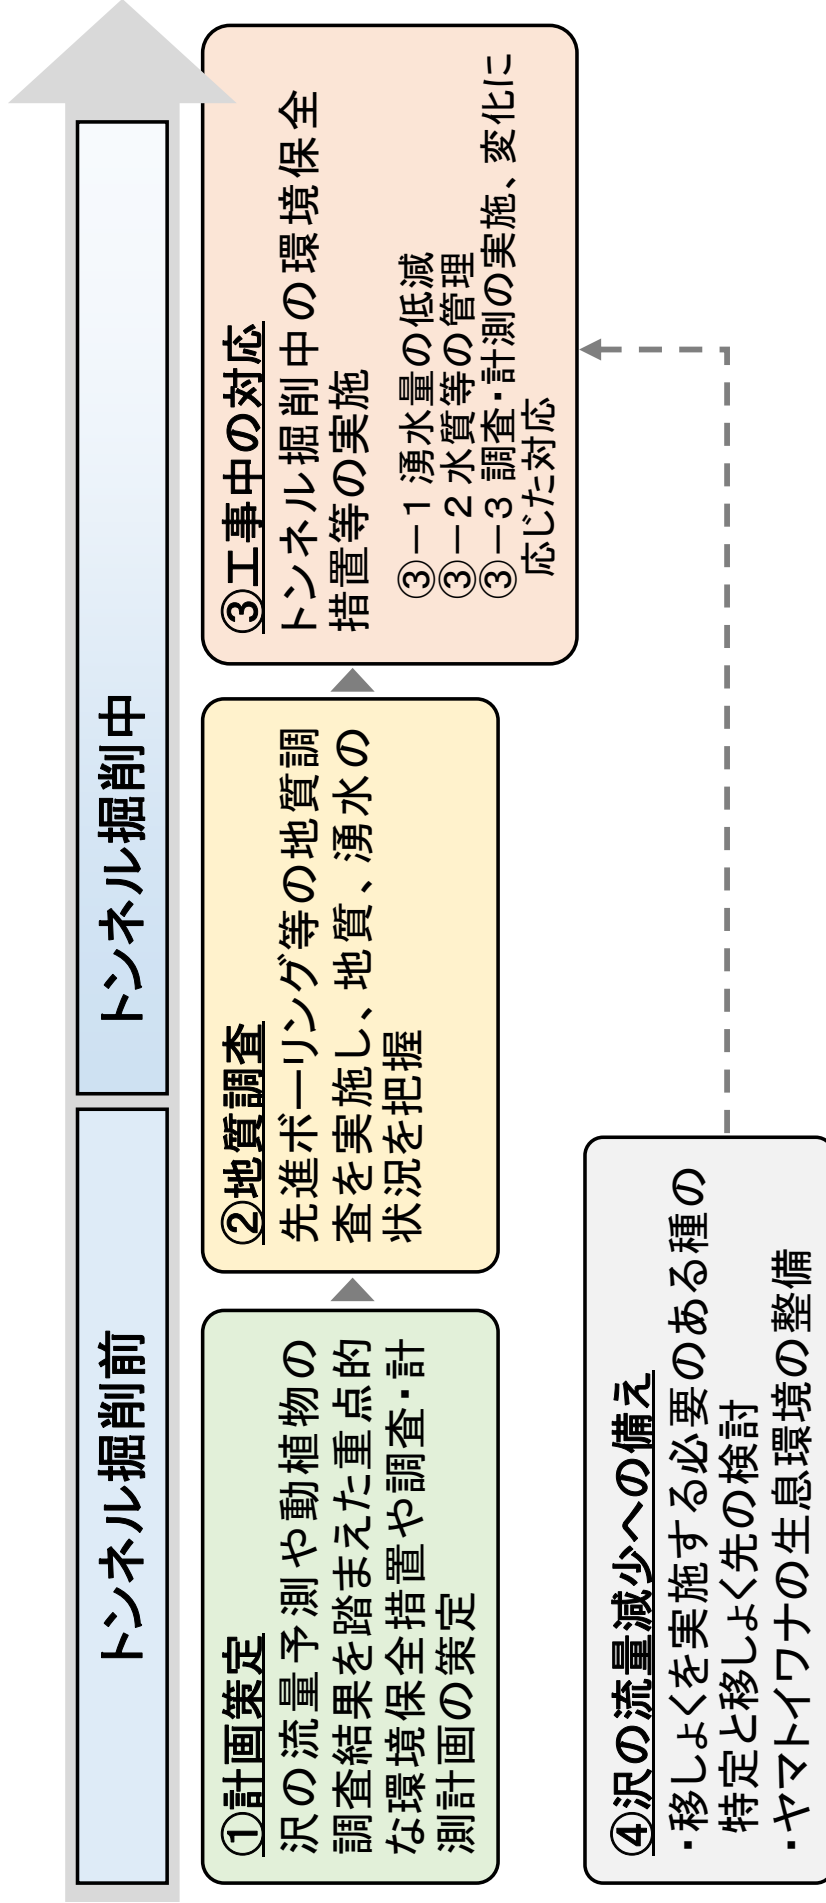 トンネル掘削前
トンネル掘削中
①計画策定
沢の流量予測や動植物の
調査結果を踏まえた重点的
な環境保全措置や調査・計
測計画の策定
②地質調査
先進ボーリング等の地質調
査を実施し、地質、湧水の
状況を把握
③工事中の対応
トンネル掘削中の環境保全
措置等の実施
③－1 湧水量の低減
③－2 水質等の管理
③－3 調査・計測の実施、変化に
応じた対応
④沢の流量減少への備え
・移しょくを実施する必要のある種の
特定と移しょく先の検討
・ヤマトイワナの生息環境の整備